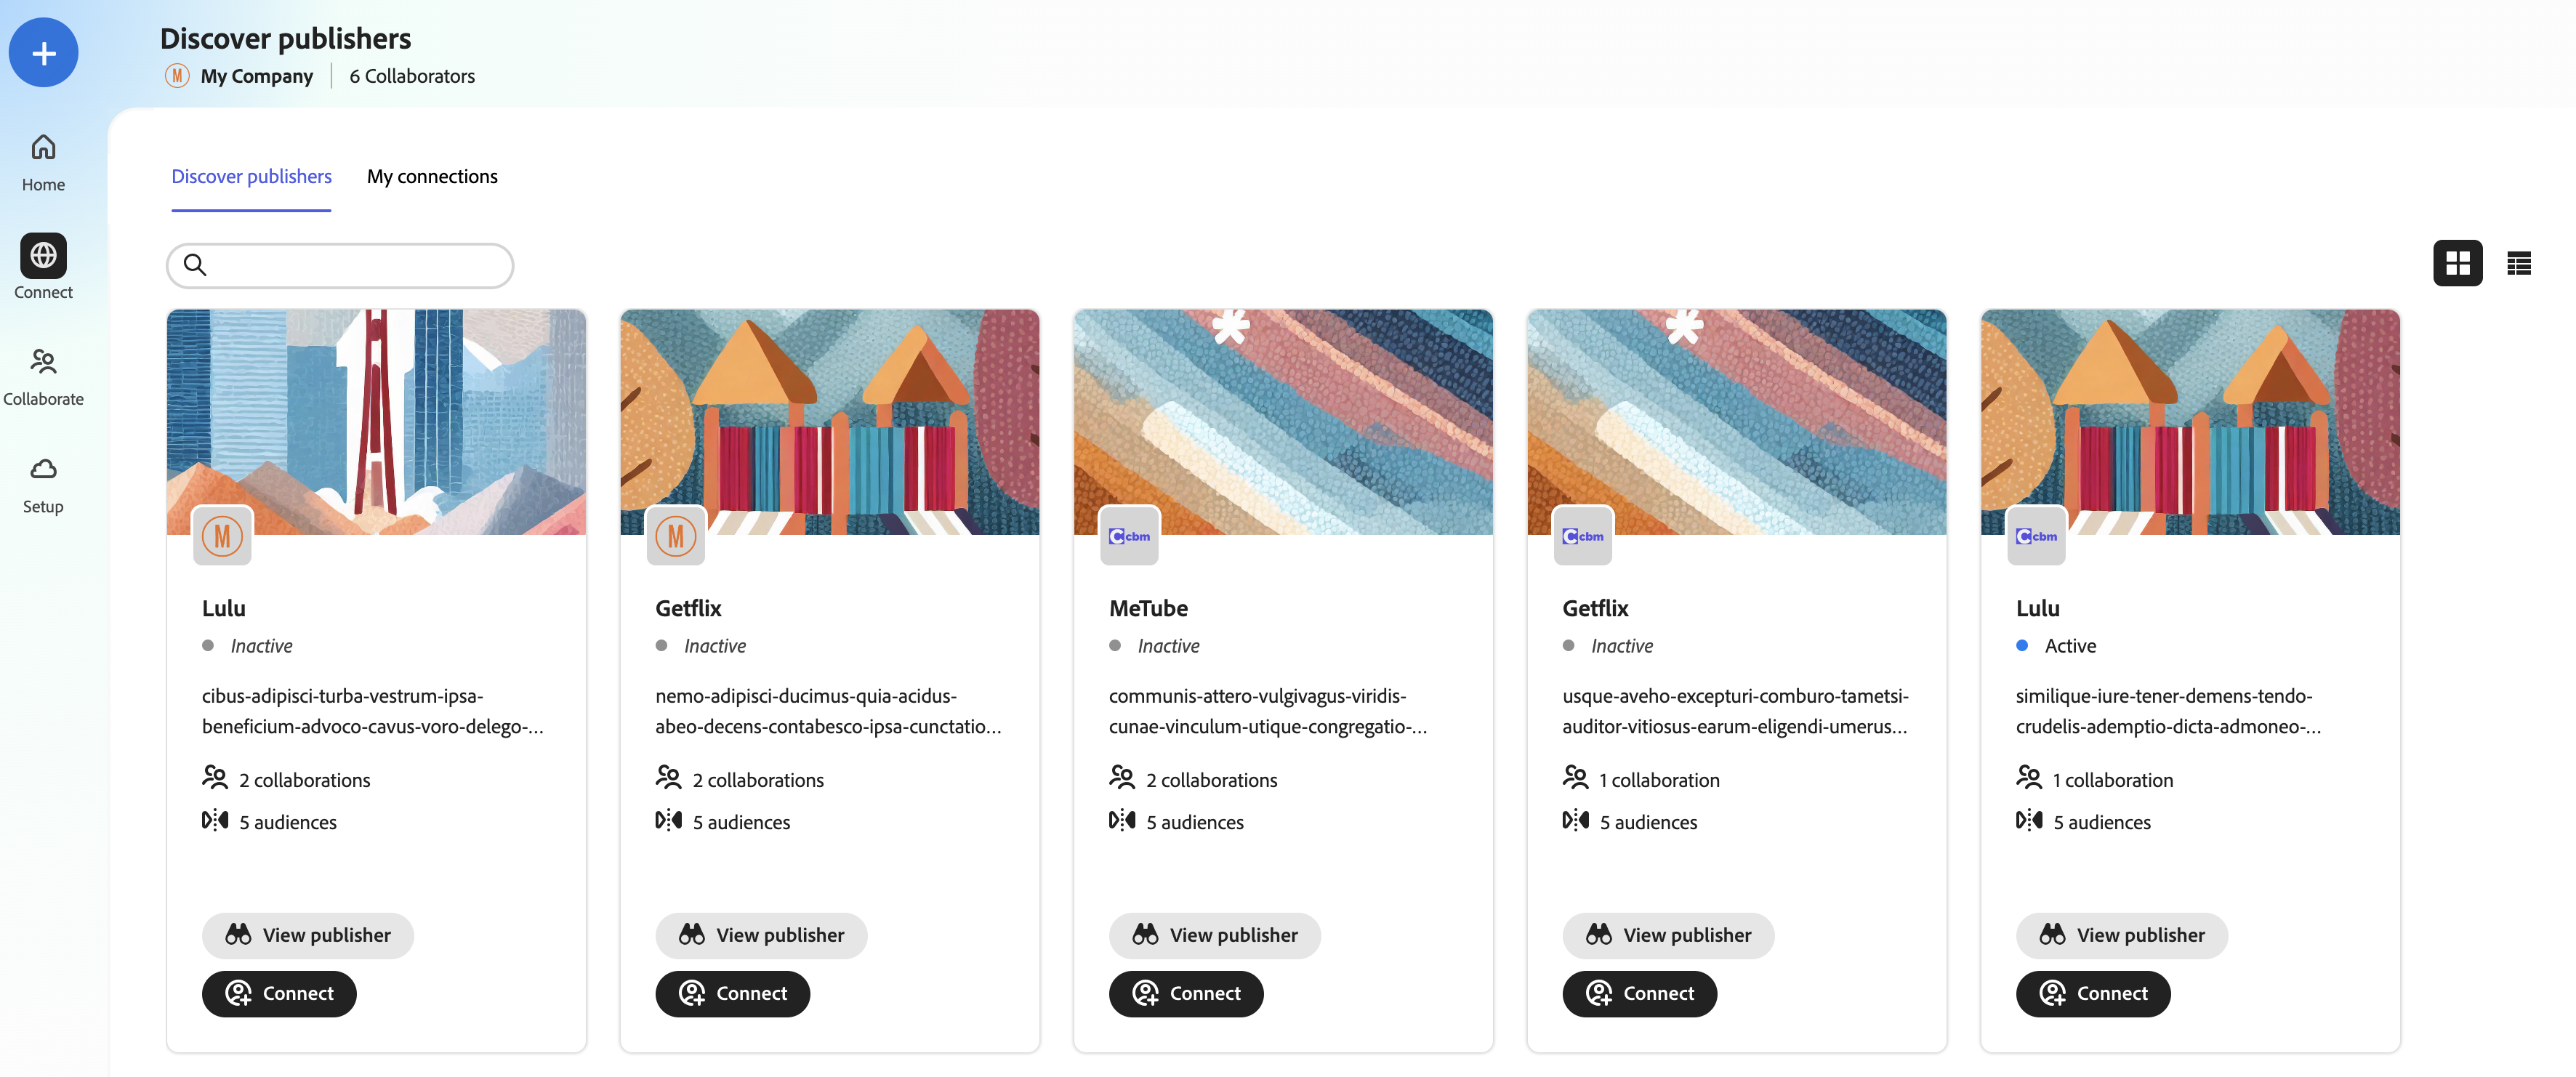 Discover publishers
M My Company 6 Collaborators
Home
Connect
Collaborate
Setup
Discover publishers My connections
M
Lulu
Inactive
cibus-adipisci-turba-vestrum-ipsa-
beneficium-advoco-cavus-voro-delego-...
2 collaborations
5 audiences
View publisher
Connect
M
Getflix
Inactive
nemo-adipisci-ducimus-quia-acidus-
abeo-decens-contabesco-ipsa-cunctatio...
2 collaborations
5 audiences
View publisher
Connect
C cbm
MeTube
Inactive
communis-attero-vulgivagus-viridis-
cunae-vinculum-utique-congregatio-...
2 collaborations
5 audiences
View publisher
Connect
C cbm
Getflix
Inactive
usque-aveho-excepturi-comburo-tametsi-
auditor-vitiosus-earum-eligendi-umerus...
1 collaboration
5 audiences
View publisher
Connect
C cbm
Lulu
Active
similique-iure-tener-demens-tendo-
crudelis-ademptio-dicta-admoneo-...
1 collaboration
5 audiences
View publisher
Connect